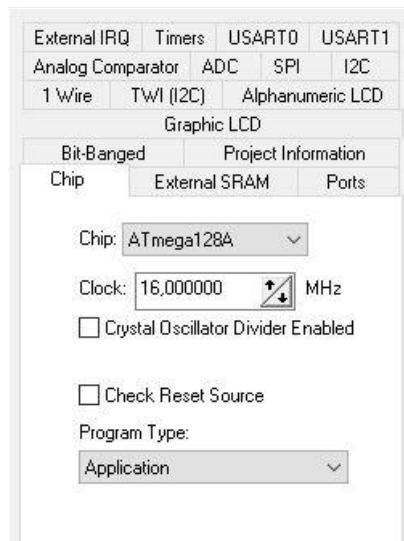 External IRQ Timers USART0 USART1
Analog Comparator ADC SPI I2C
1 Wire TWI (I2C) Alphanumeric LCD
Graphic LCD
Bit-Banged Project Information
Chip External SRAM Ports
Chip: ATmega128A
Clock: 16,000000 MHz
Crystal Oscillator Divider Enabled
Check Reset Source
Program Type:
Application